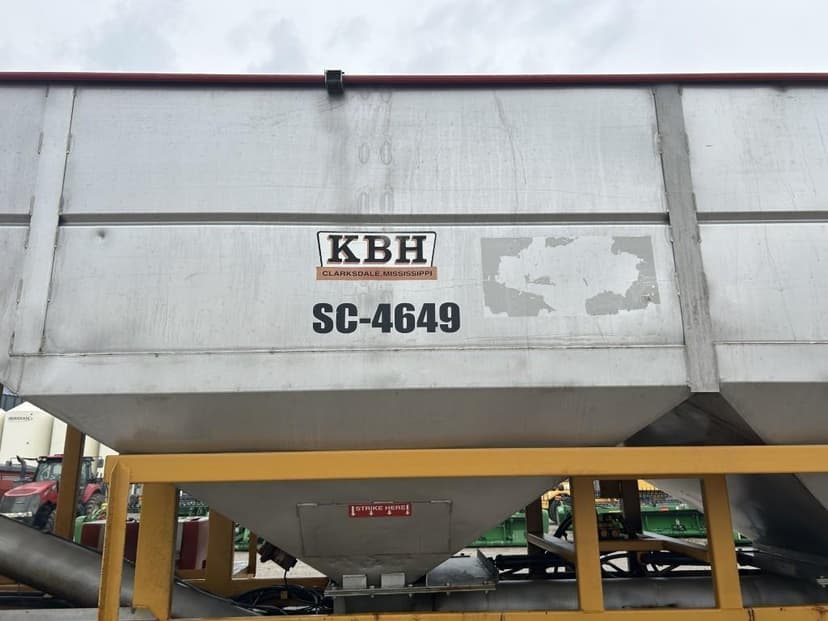 KBH
CLARKSDALE, MISSISSIPPI
SC-4649
STRIKE HERE